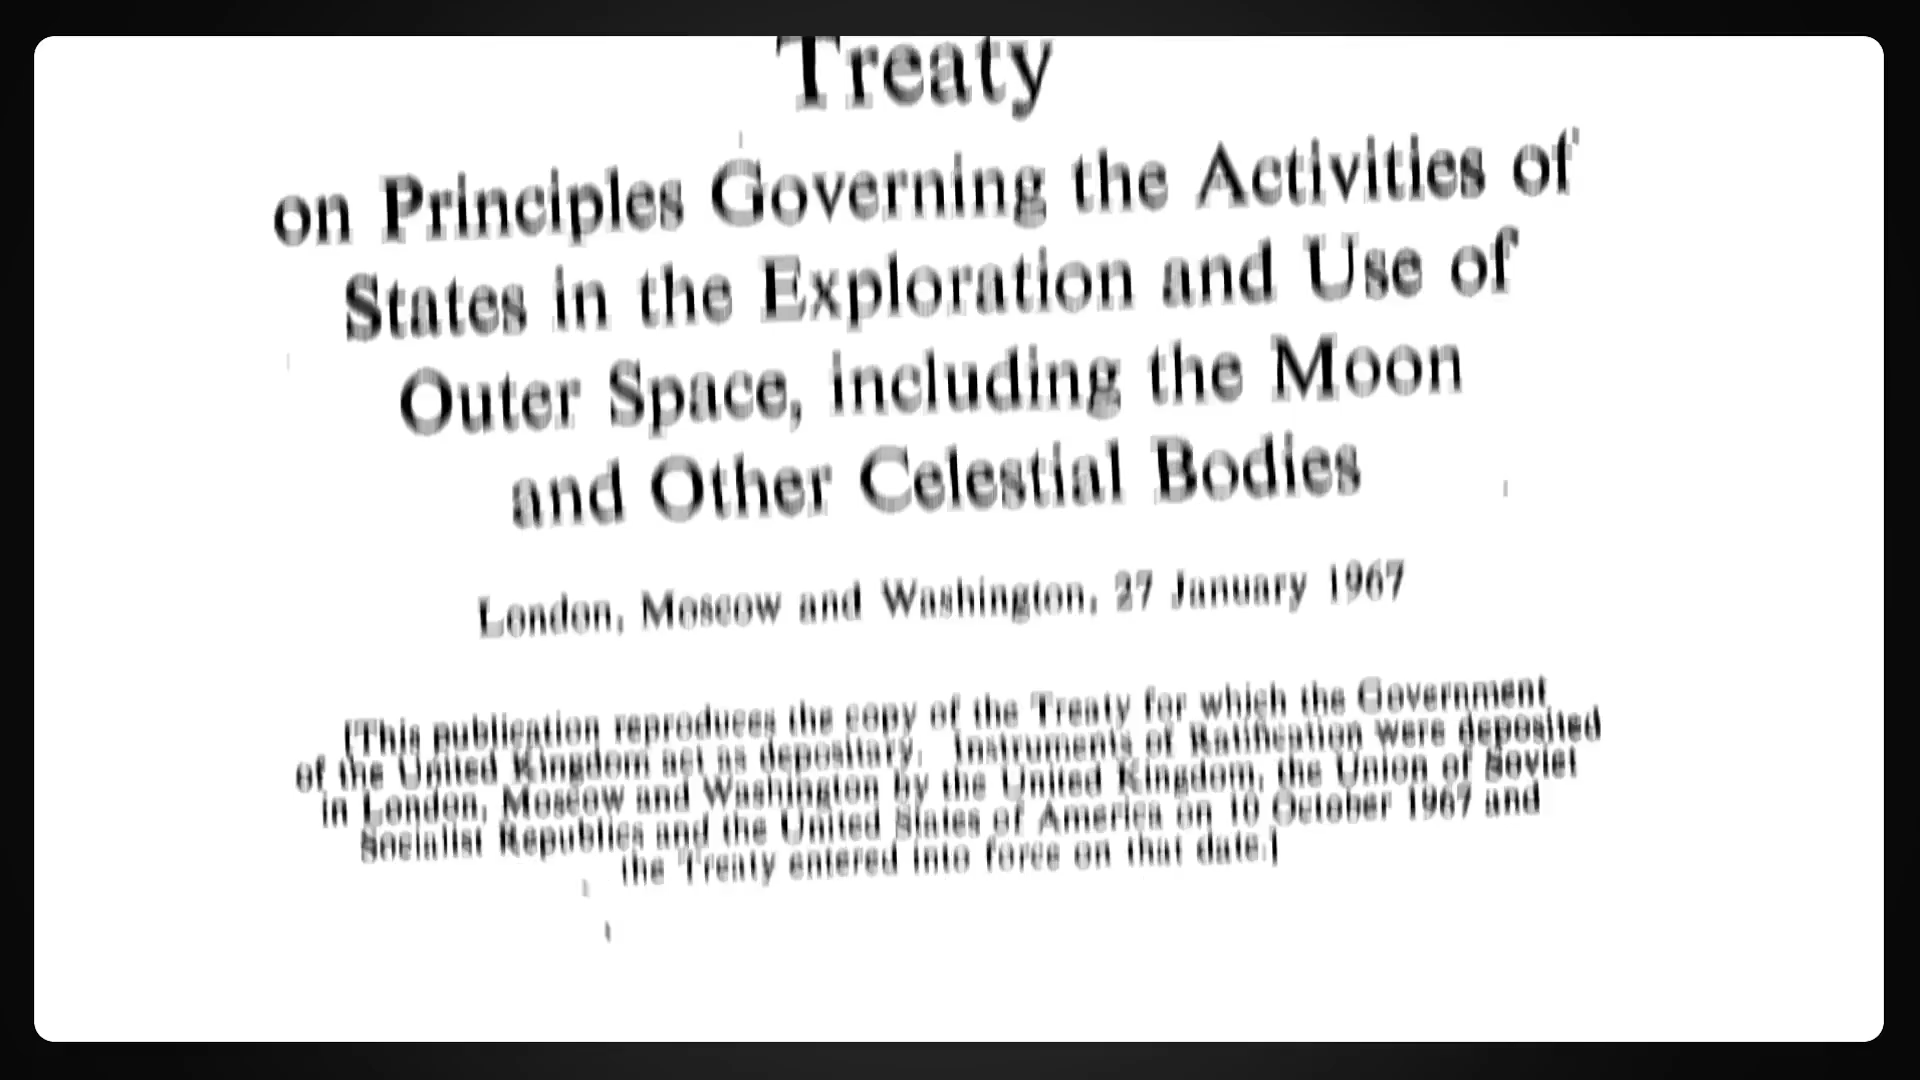 Treaty
on Principles Governing the Activities of
States in the Exploration and Use of
Outer Space, including the Moon
and Other Celestial Bodies
London, Moscow and Washington, 27 January 1967
[This publication reproduces the copy of the Treaty for which the Government
of the United Kingdom act as depositary. Instruments of Ratification were deposited
in London, Moscow and Washington by the United Kingdom, the Union of Soviet
Socialist Republics and the United States of America on 10 October 1967 and
the Treaty entered into force on that date.]